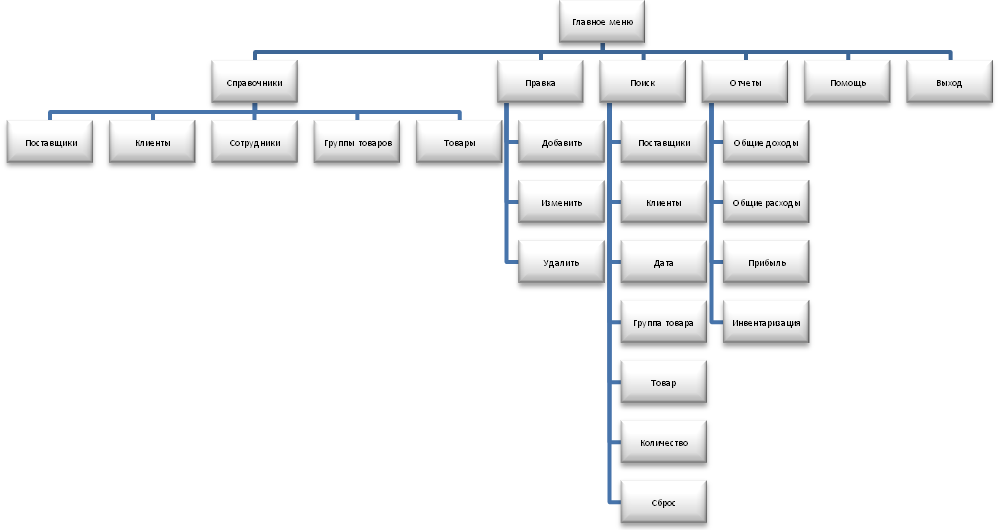 Главное меню
Справочники
Правка
Поиск
Отчеты
Помощь
Выход
Поставщики
Клиенты
Сотрудники
Группы товаров
Товары
Добавить
Поставщики
Общие доходы
Изменить
Клиенты
Общие расходы
Удалить
Дата
Прибыль
Группа товара
Инвентаризация
Товар
Количество
Сброс